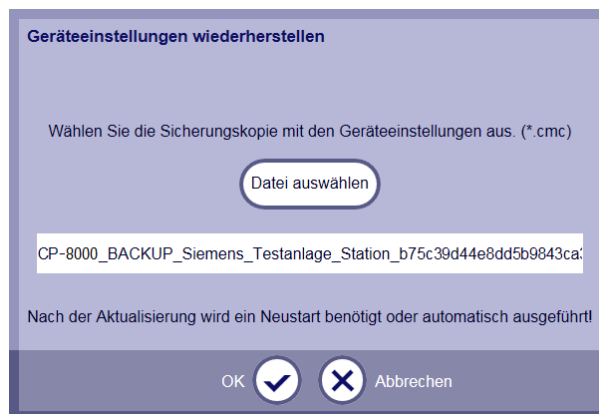 Geräteeinstellungen wiederherstellen
Wählen Sie die Sicherungskopie mit den Geräteeinstellungen aus. (*.cmc)
Datei auswählen
CP-8000_BACKUP_Siemens_Testanlage_Station_b75c39d44e8dd5b9843ca3
Nach der Aktualisierung wird ein Neustart benötigt oder automatisch ausgeführt!
OK Abbrechen